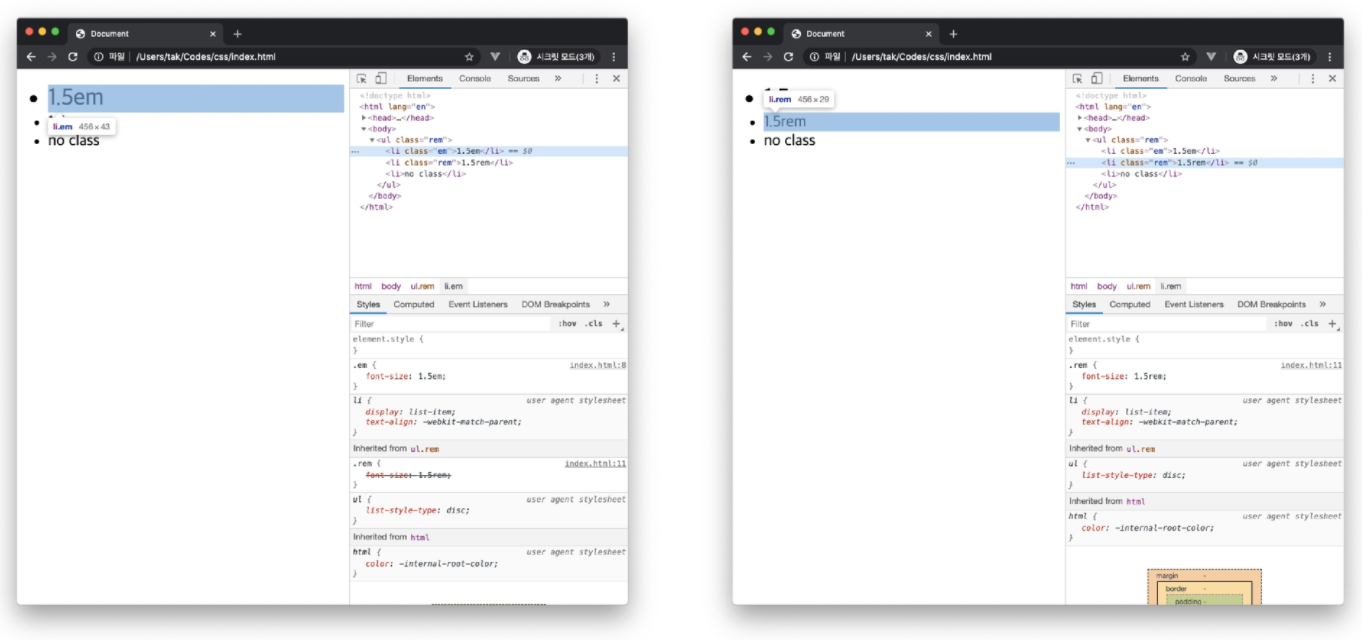 Document
파일 /Users/tak/Codes/css/index.html
시크릿 모드(3개)
1.5em
li.em 456 × 43
no class
Elements Console Sources »
<!doctype html>
<html lang="en">
<head>…</head>
<body>
<ul class="rem">
<li class="em">1.5em</li> == $0
<li class="rem">1.5rem</li>
<li>no class</li>
</ul>
</body>
</html>
html body ul.rem li.em
Styles Computed Event Listeners DOM Breakpoints »
Filter :hov .cls +
element.style {
}
.em { index.html:8
font-size: 1.5em;
}
li { user agent stylesheet
display: list-item;
text-align: -webkit-match-parent;
}
Inherited from ul.rem
.rem { index.html:11
font-size: 1.5rem;
}
ul { user agent stylesheet
list-style-type: disc;
}
Inherited from html
html { user agent stylesheet
color: -internal-root-color;
}
Document
파일 /Users/tak/Codes/css/index.html
시크릿 모드(3개)
li.rem 456 × 29
1.5rem
no class
Elements Console Sources »
<!doctype html>
<html lang="en">
<head>…</head>
<body>
<ul class="rem">
<li class="em">1.5em</li>
<li class="rem">1.5rem</li> == $0
<li>no class</li>
</ul>
</body>
</html>
html body ul.rem li.rem
Styles Computed Event Listeners DOM Breakpoints »
Filter :hov .cls +
element.style {
}
.rem { index.html:11
font-size: 1.5rem;
}
li { user agent stylesheet
display: list-item;
text-align: -webkit-match-parent;
}
Inherited from ul.rem
ul { user agent stylesheet
list-style-type: disc;
}
Inherited from html
html { user agent stylesheet
color: -internal-root-color;
}
margin -
border -
padding -